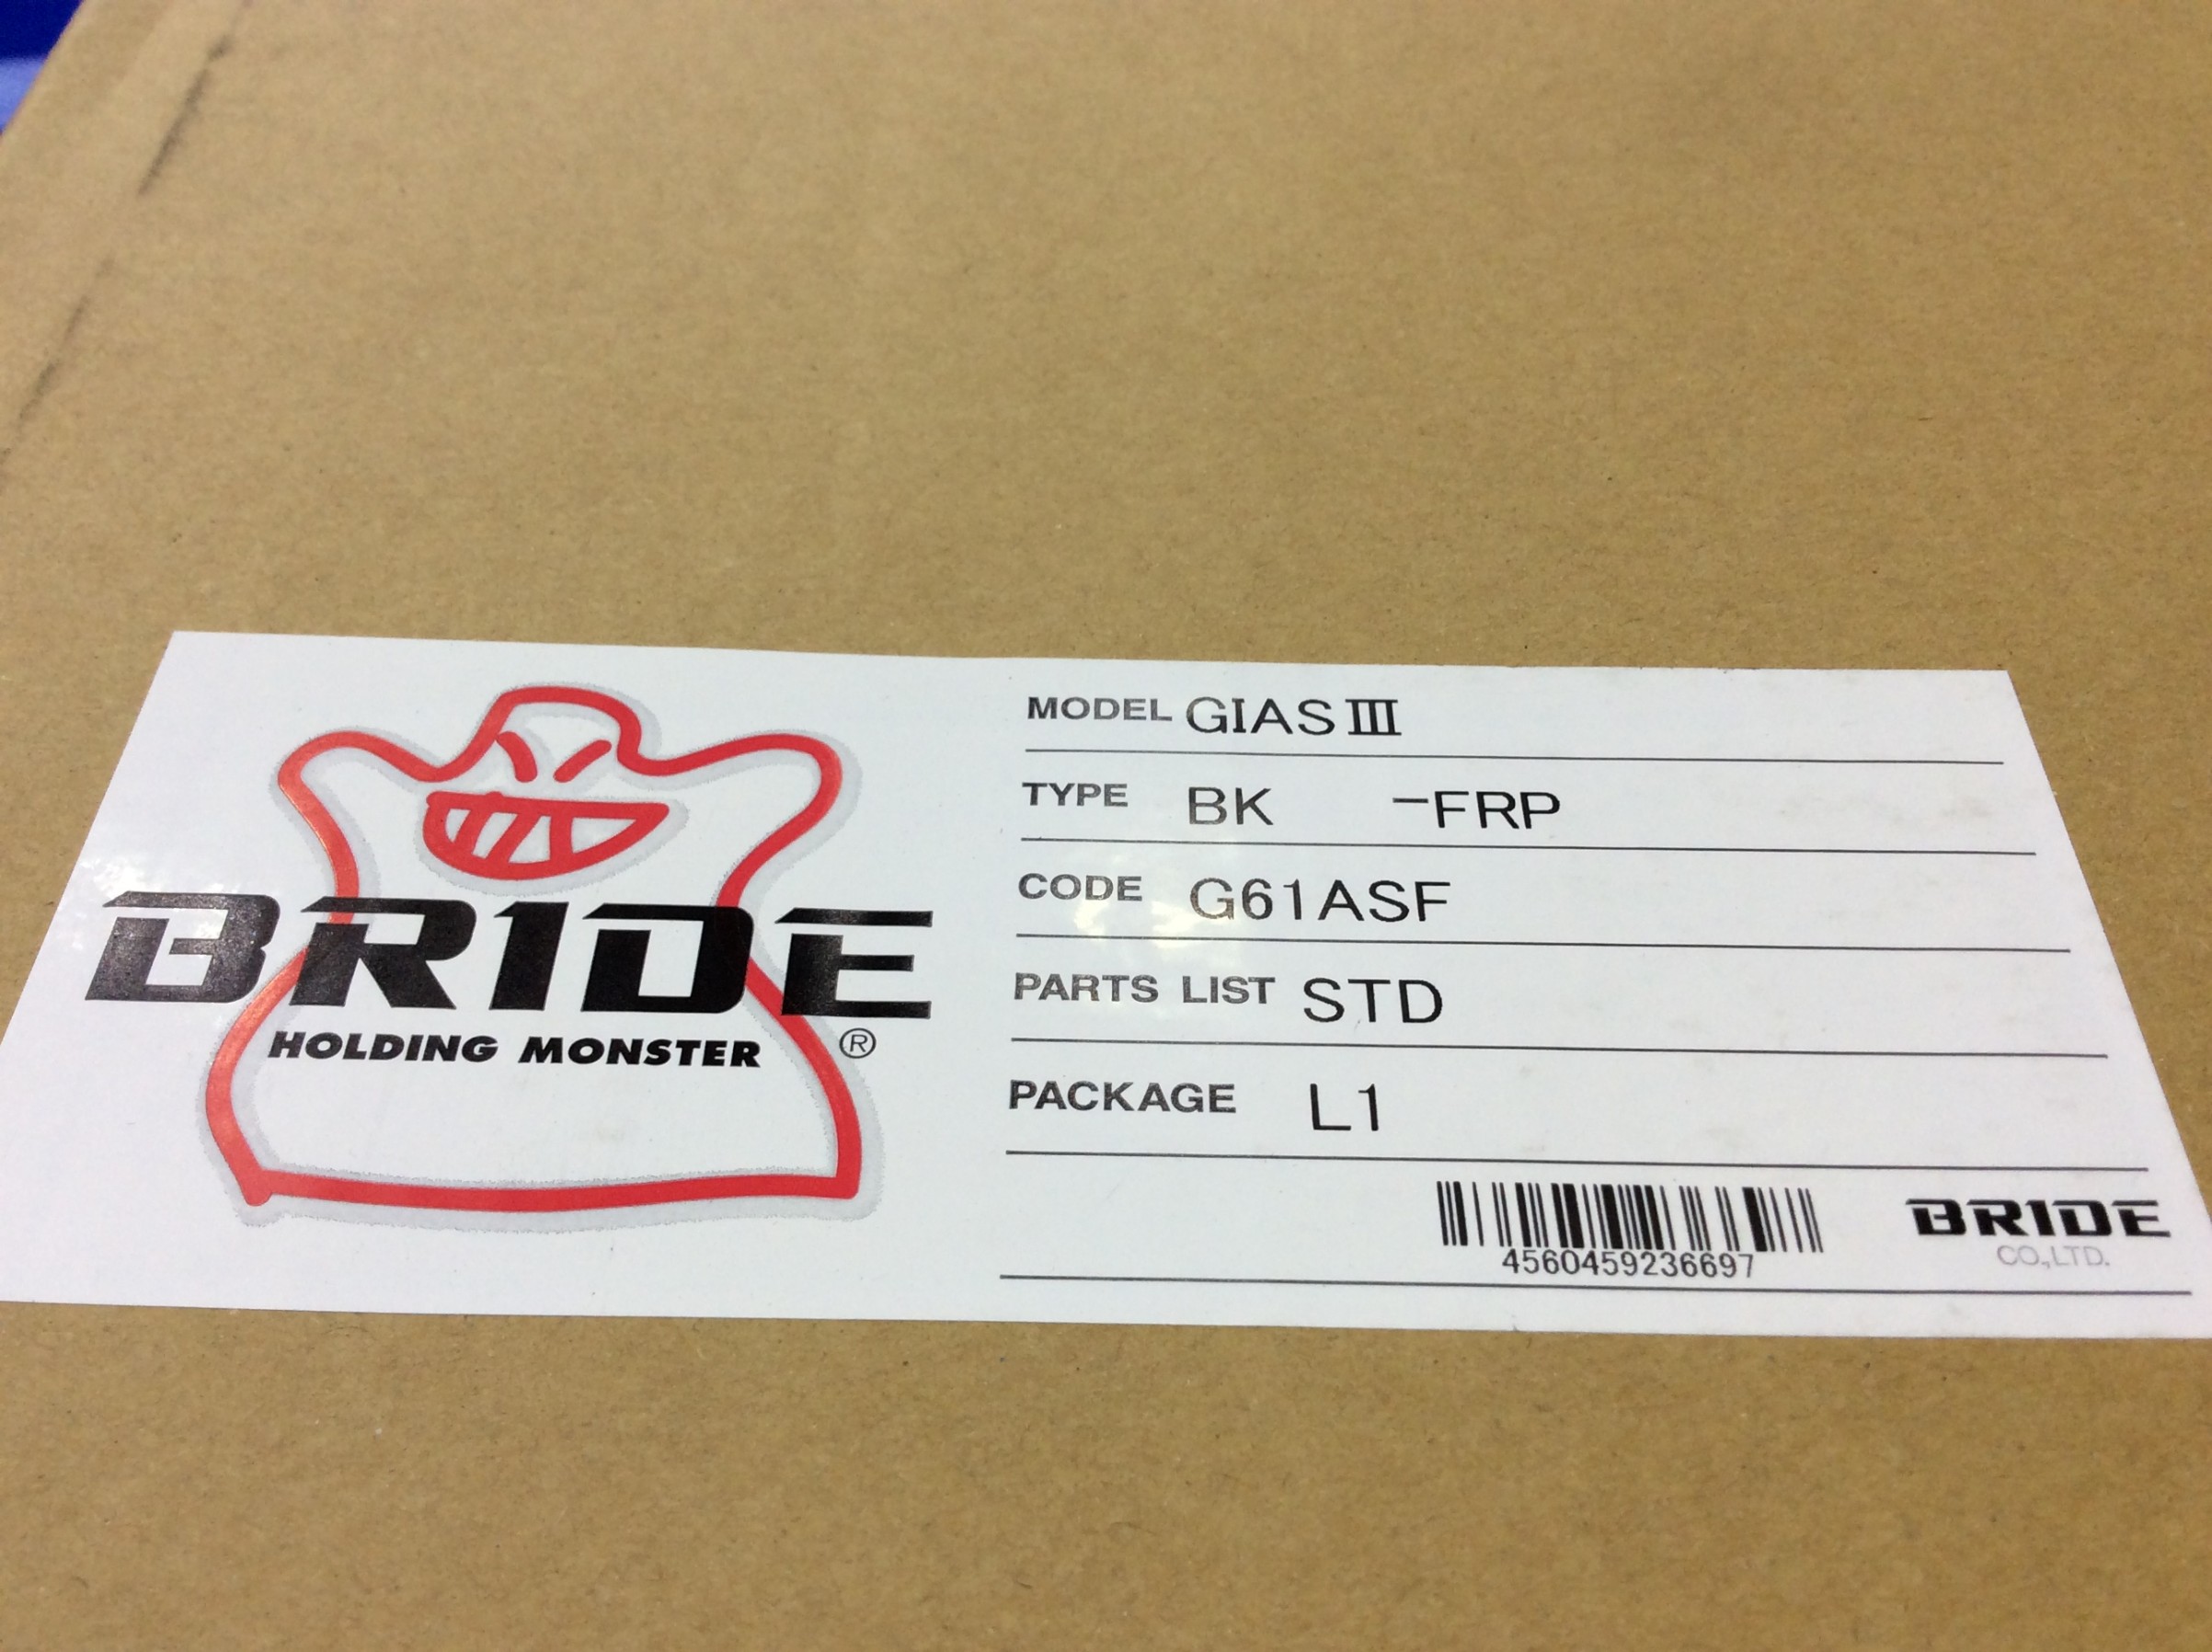 BRIDE
HOLDING MONSTER ®
MODEL GIASⅢ
TYPE BK -FRP
CODE G61ASF
PARTS LIST STD
PACKAGE L1
4560459236697
BRIDE
CO.,LTD.